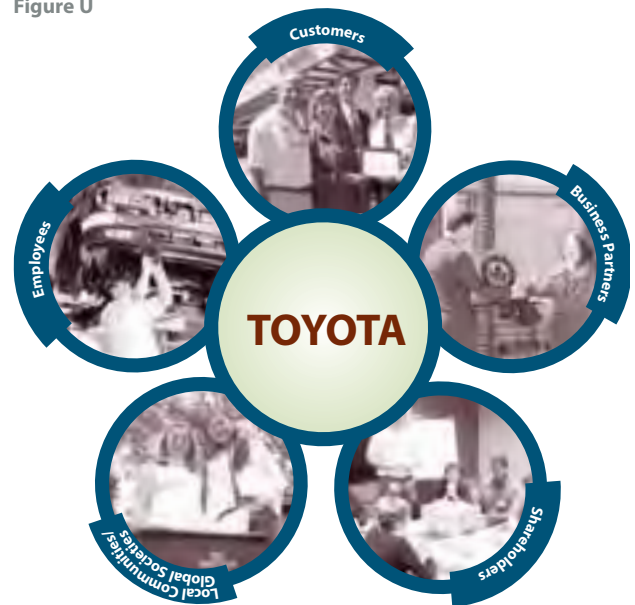 Figure U
Customers
Business Partners
Employees
TOYOTA
Shareholders
Local Communities/
Global Societies